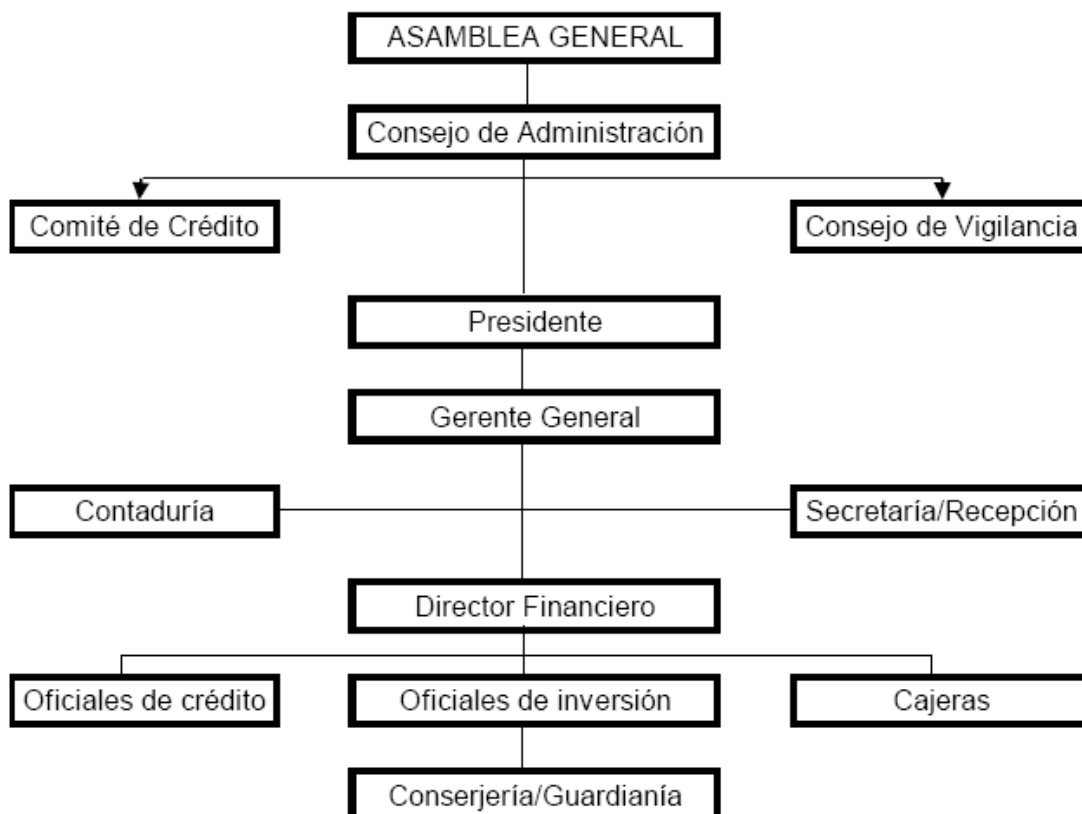 ASAMBLEA GENERAL
Consejo de Administración
Comité de Crédito
Consejo de Vigilancia
Presidente
Gerente General
Contaduría
Secretaría/Recepción
Director Financiero
Oficiales de crédito
Oficiales de inversión
Cajeras
Conserjería/Guardianía